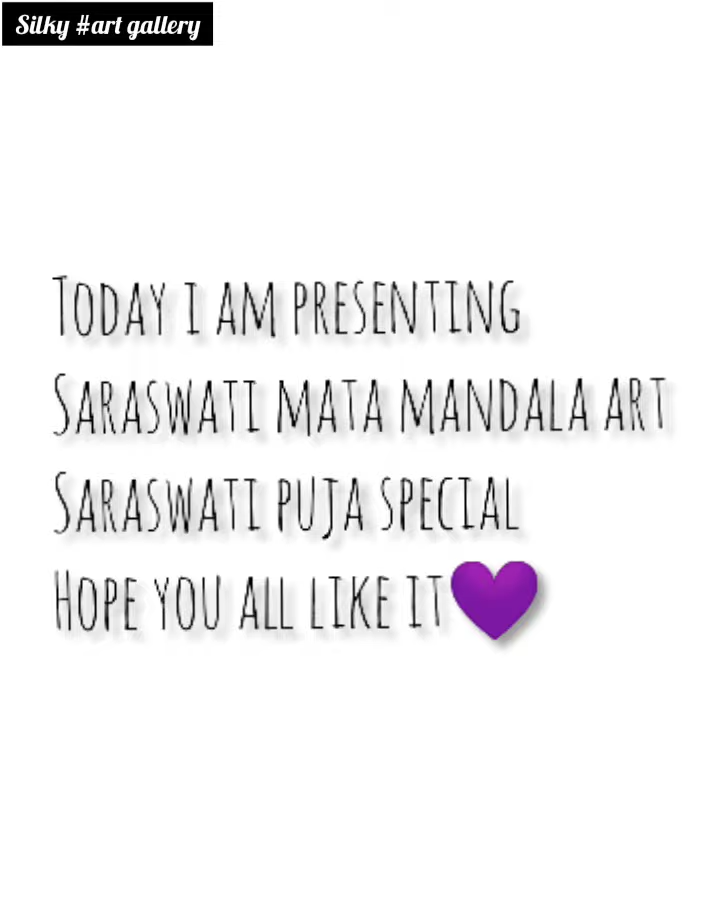 Silky #art gallery
Today i am presenting
Saraswati mata mandala art
Saraswati puja special
Hope you all like it💜